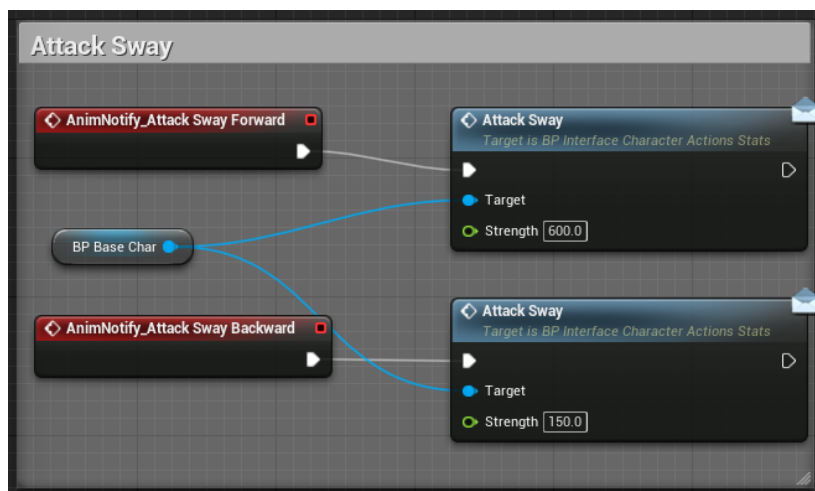 Attack Sway
AnimNotify_Attack Sway Forward
Attack Sway
Target is BP Interface Character Actions Stats
Target
Strength 600.0
BP Base Char
AnimNotify_Attack Sway Backward
Attack Sway
Target is BP Interface Character Actions Stats
Target
Strength 150.0